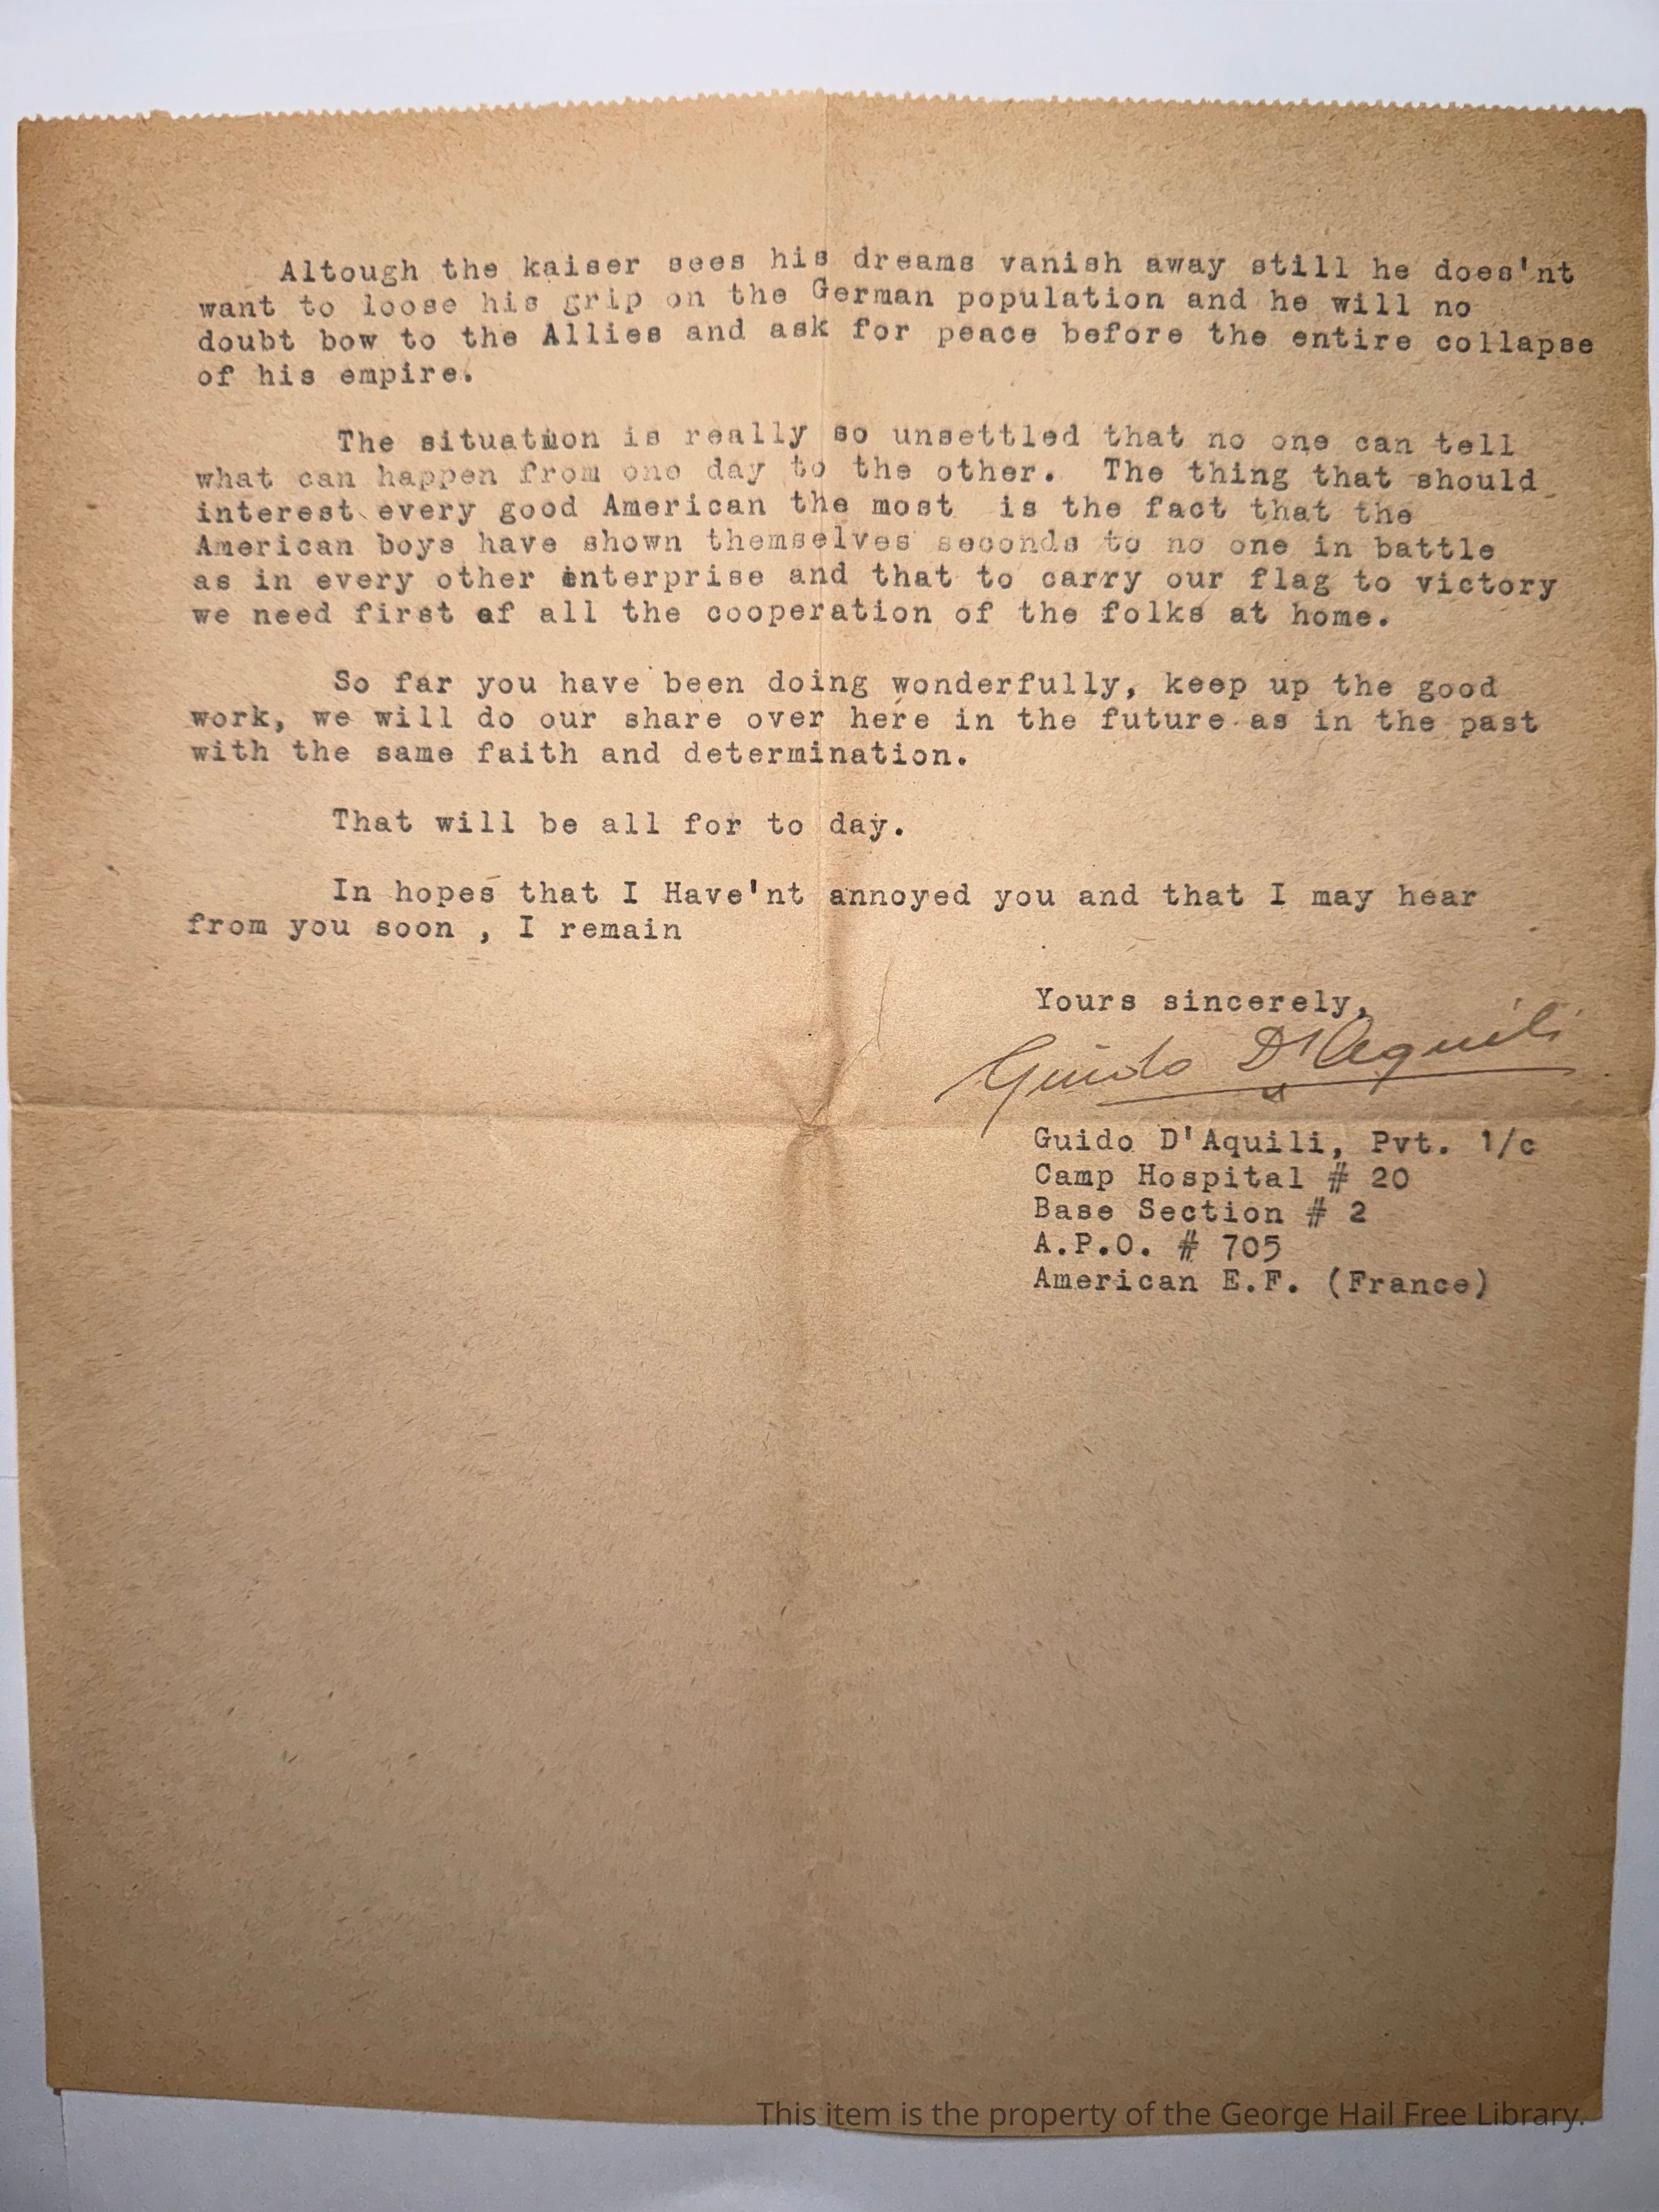 Altough the kaiser sees his dreams vanish away still he does'nt
want to loose his grip on the German population and he will no
doubt bow to the Allies and ask for peace before the entire collapse
of his empire.
The situation is really so unsettled that no one can tell
what can happen from one day to the other. The thing that should
interest every good American the most is the fact that the
American boys have shown themselves seconds to no one in battle
as in every other enterprise and that to carry our flag to victory
we need first of all the cooperation of the folks at home.
So far you have been doing wonderfully, keep up the good
work, we will do our share over here in the future as in the past
with the same faith and determination.
That will be all for to day.
In hopes that I Have'nt annoyed you and that I may hear
from you soon , I remain
Yours sincerely,
Guido D'Aquili
Guido D'Aquili, Pvt. 1/c
Camp Hospital # 20
Base Section # 2
A.P.O. # 705
American E.F. (France)
This item is the property of the George Hail Free Library.